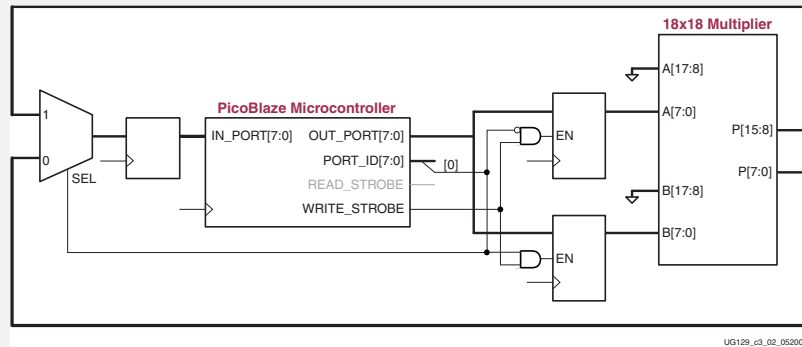 18x18 Multiplier
A[17:8]
1
PicoBlaze Microcontroller
A[7:0]
IN_PORT[7:0]
OUT_PORT[7:0]
EN
P[15:8]
0
PORT_ID[7:0]
[0]
P[7:0]
SEL
READ_STROBE
B[17:8]
WRITE_STROBE
B[7:0]
EN